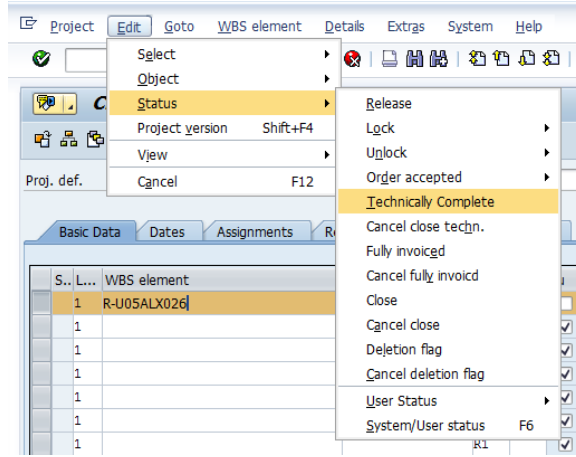 Project Edit Goto WBS element Details Extras System Help
Select
Object
Status
Project version Shift+F4
View
Cancel F12
Release
Lock
Unlock
Order accepted
Technically Complete
Cancel close techn.
Fully invoiced
Cancel fully invoicd
Close
Cancel close
Deletion flag
Cancel deletion flag
User Status
System/User status F6
C
Proj. def.
Basic Data Dates Assignments R
S.. L... WBS element
1 R-U05ALX026
1
1
1
1
1
1 R1